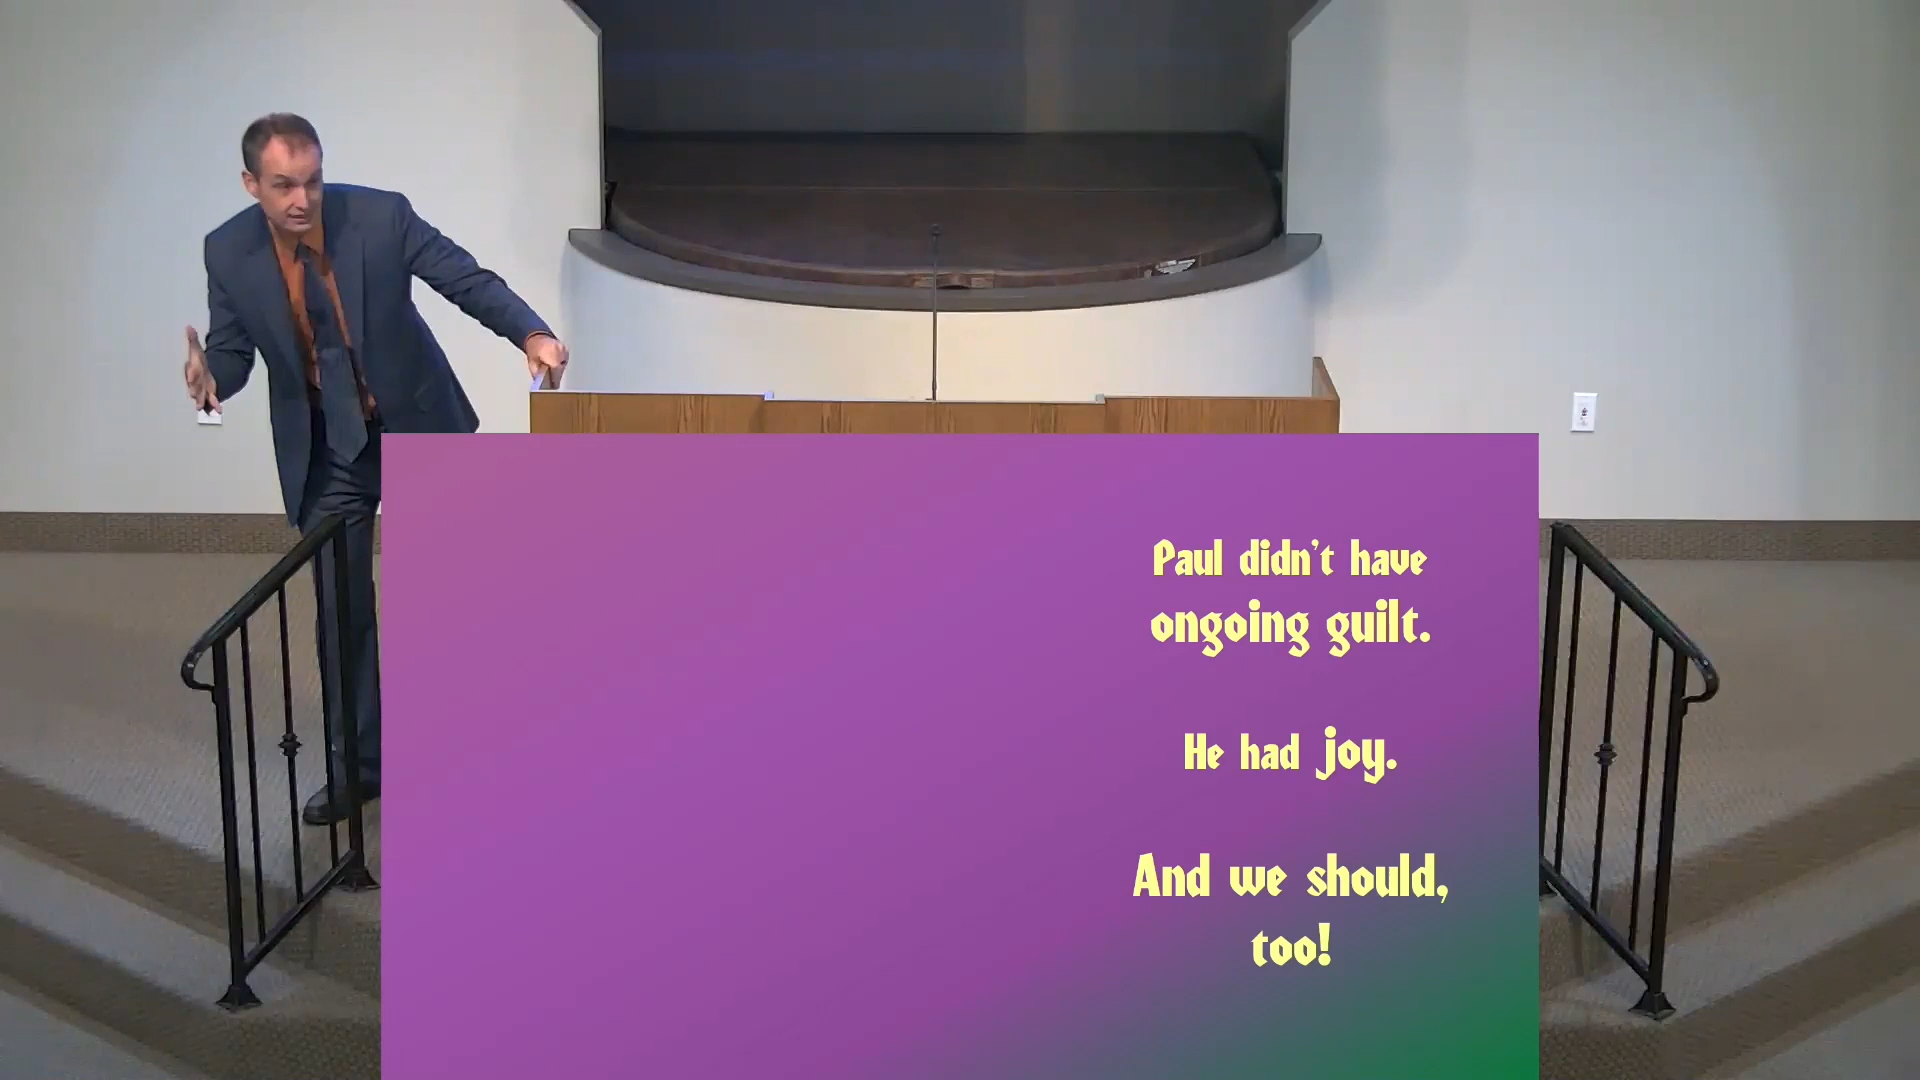 Paul didn't have
ongoing guilt.
He had joy.
And we should,
too!